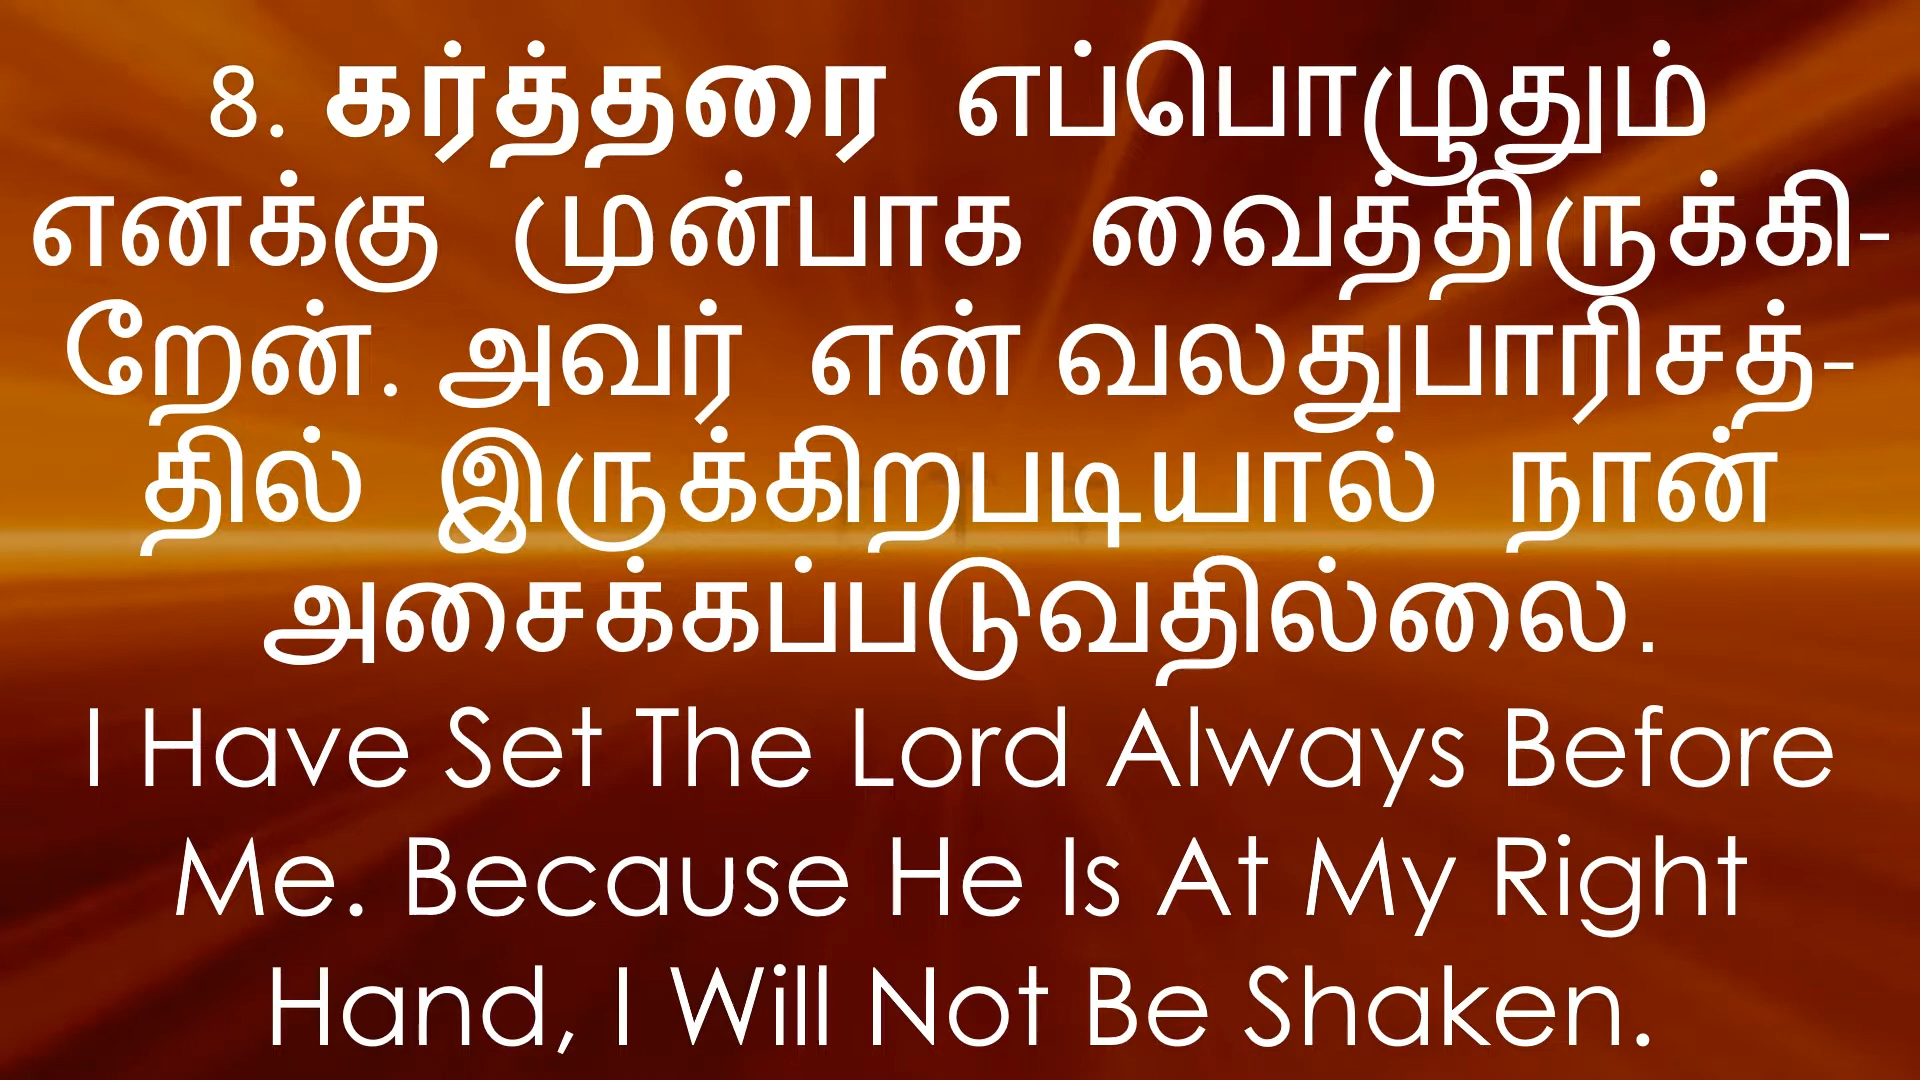 8. கர்த்தரை எப்பொழுதும்
எனக்கு முன்பாக வைத்திருக்கி-
றேன். அவர் என் வலதுபாரிசத்-
தில் இருக்கிறபடியால் நான்
அசைக்கப்படுவதில்லை.
I Have Set The Lord Always Before
Me. Because He Is At My Right
Hand, I Will Not Be Shaken.